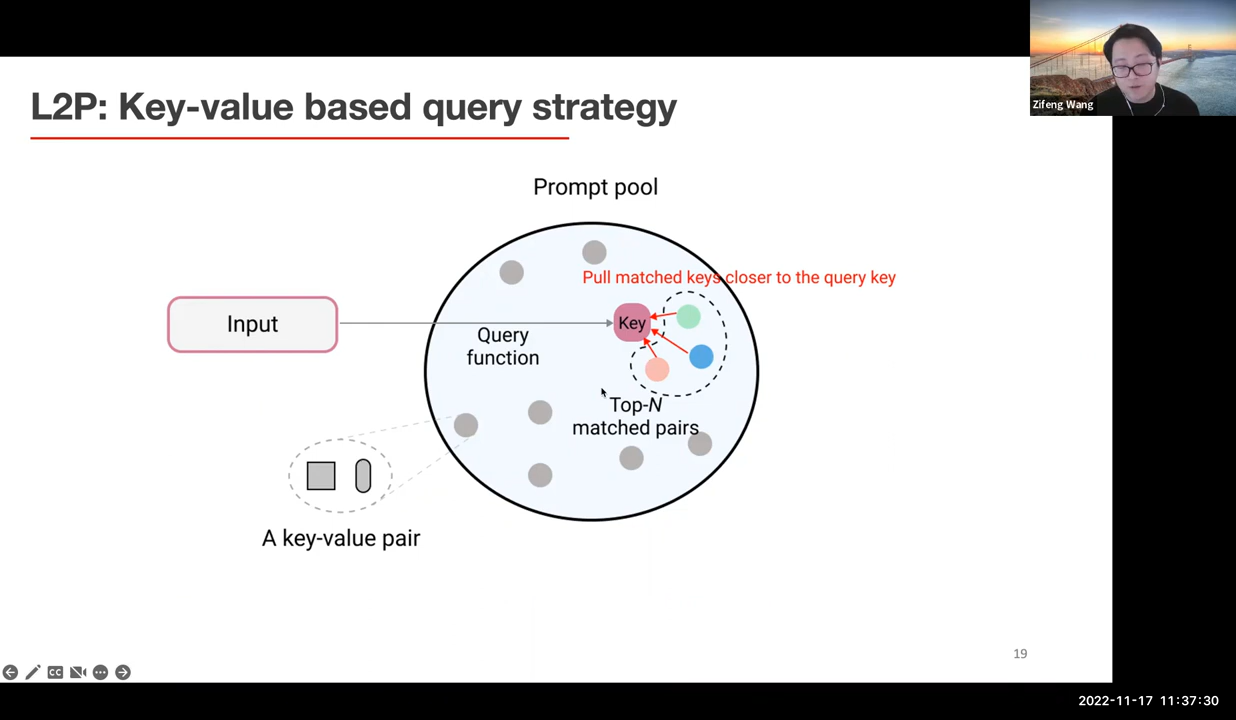 Zifeng Wang
L2P: Key-value based query strategy
Prompt pool
Pull matched keys closer to the query key
Input
Key
Query
function
Top-N
matched pairs
A key-value pair
19
CC
2022-11-17 11:37:30